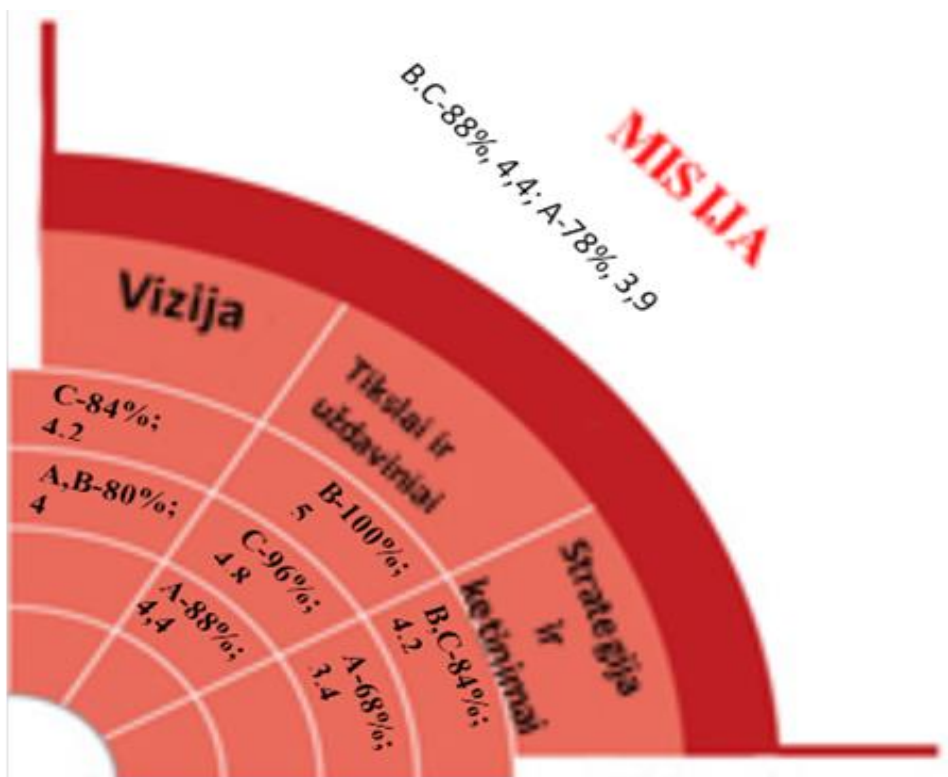 MISIJA
B.C-88%, 4,4; A-78%, 3,9
Vizija
C-84%;
4.2
A,B-80%;
4
Tikslai ir
uždaviniai
B-100%;
5
C-96%;
4.8
A-88%;
4,4
Strategija
ir
ketinimai
B,C-84%;
4.2
A-68%;
3.4